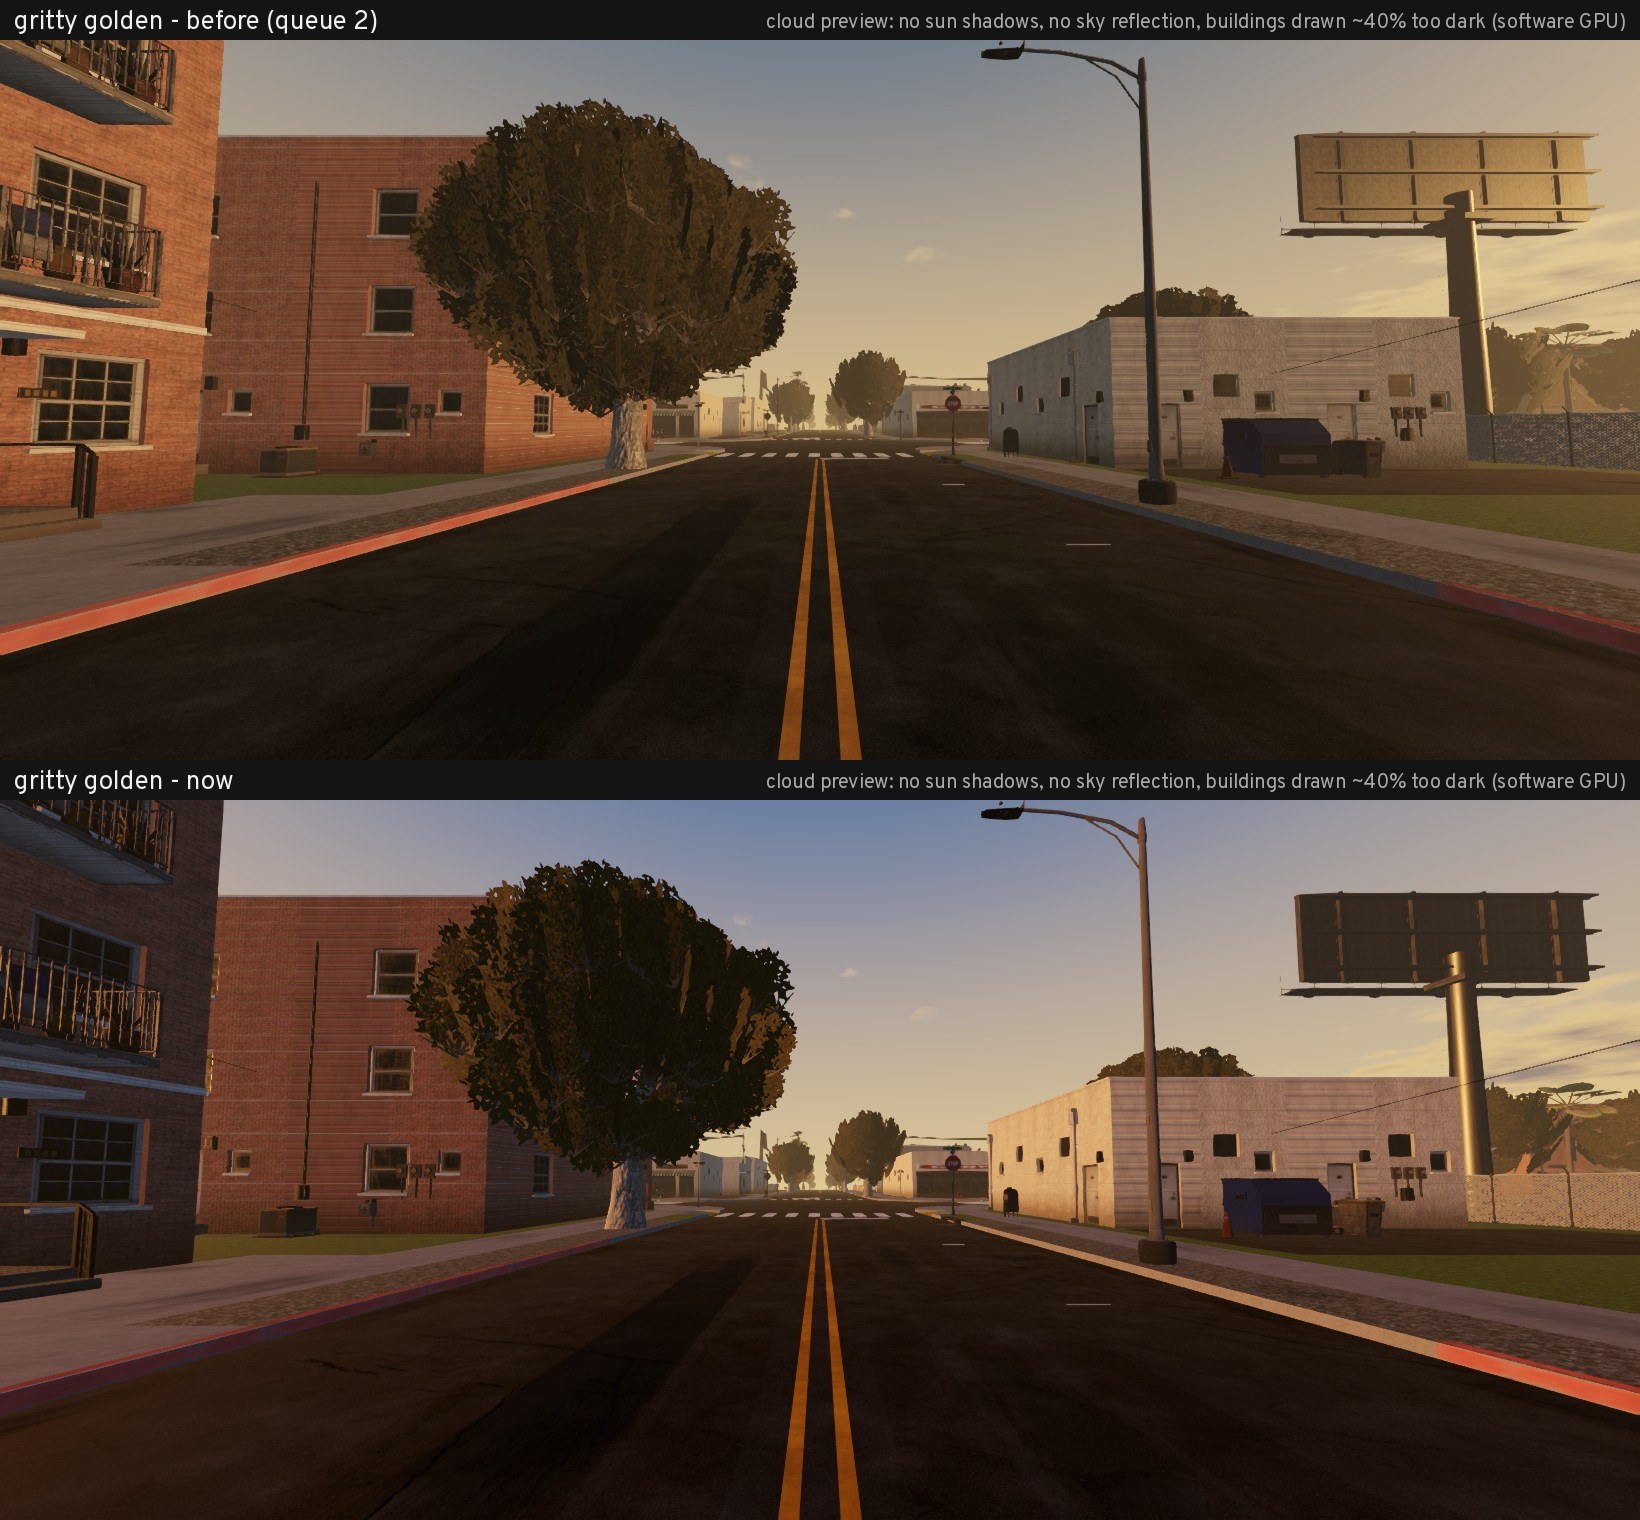 gritty golden - before (queue 2)
cloud preview: no sun shadows, no sky reflection, buildings drawn ~40% too dark (software GPU)
gritty golden - now
cloud preview: no sun shadows, no sky reflection, buildings drawn ~40% too dark (software GPU)